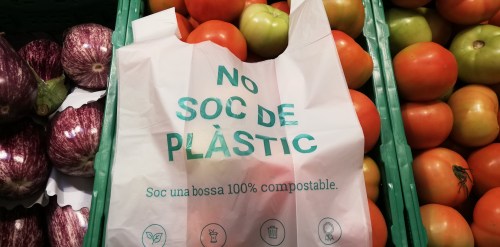 NO
SOC DE
PLÀSTIC
Soc una bossa 100% compostable.